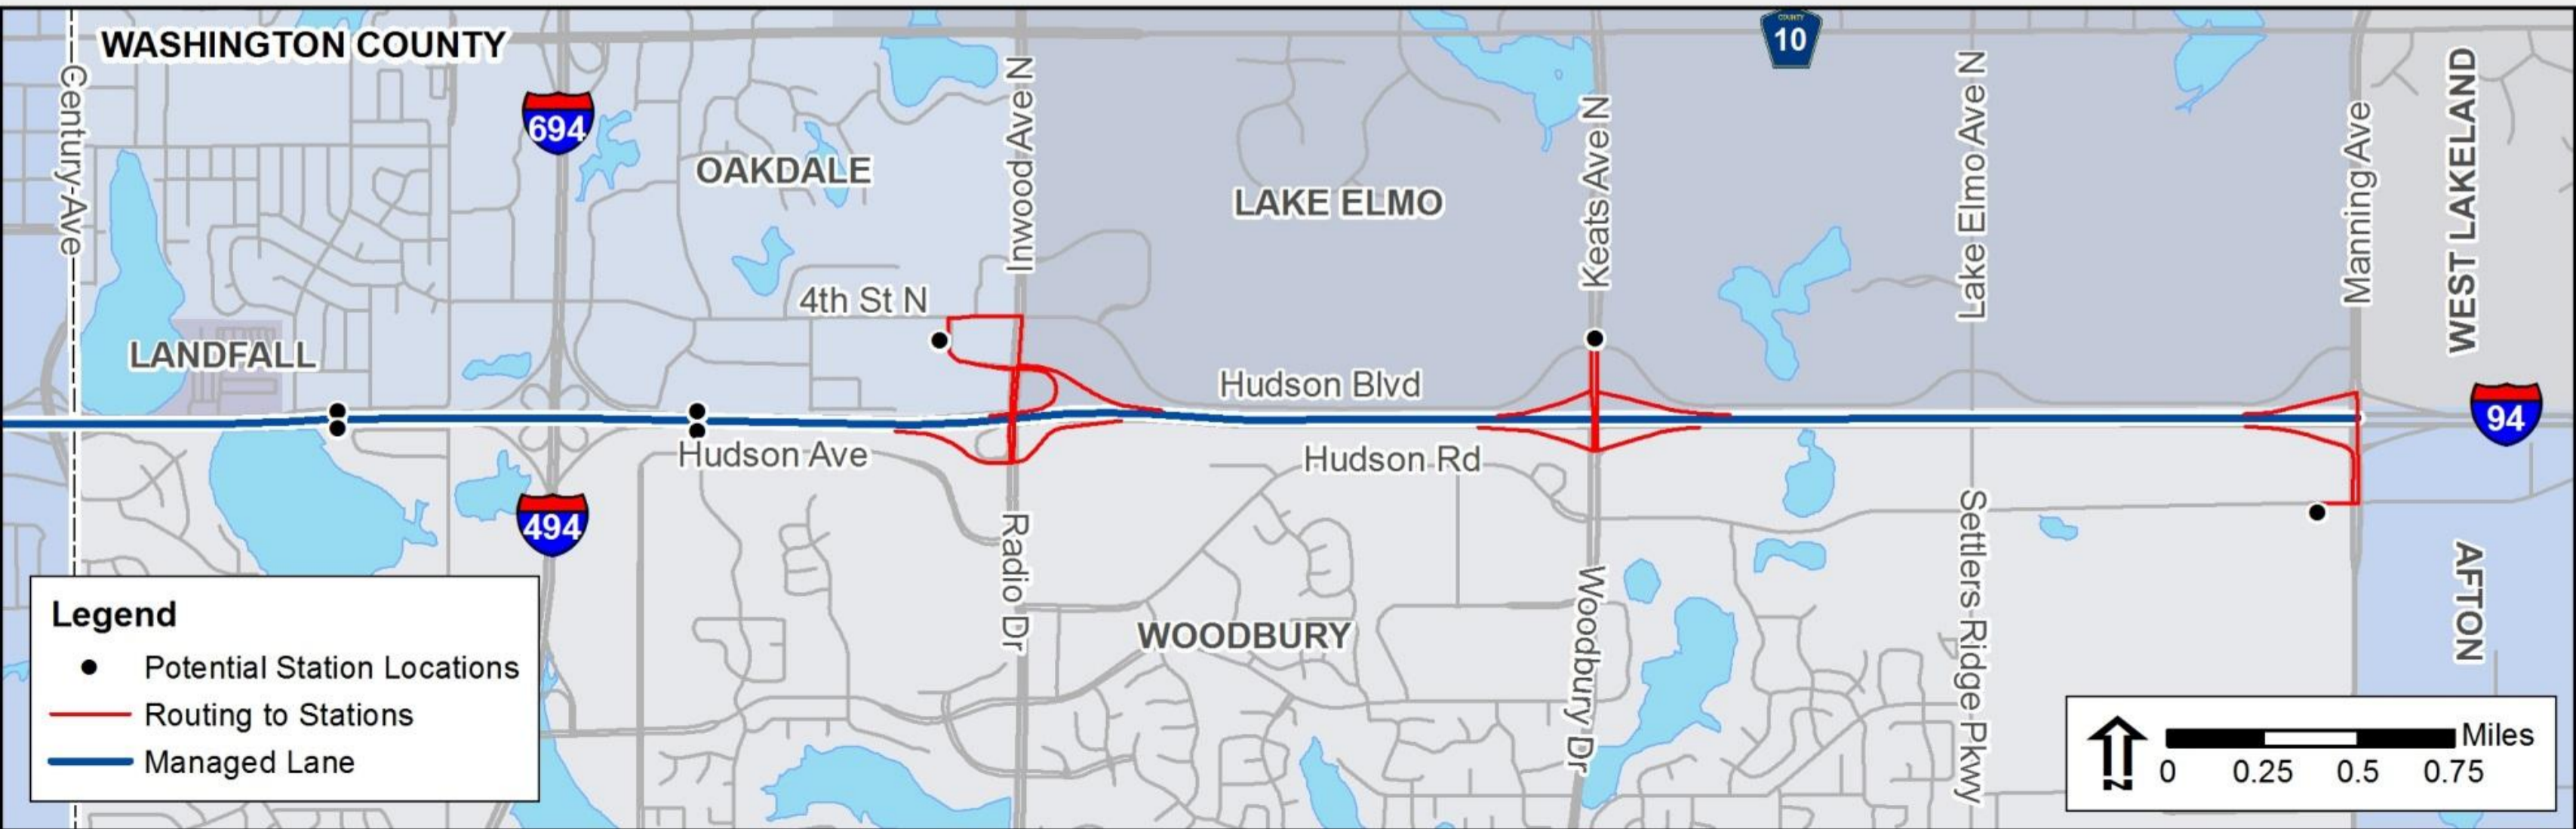 WASHINGTON COUNTY
COUNTY
10
Century Ave
694
OAKDALE
Inwood Ave N
LAKE ELMO
Keats Ave N
Lake Elmo Ave N
Manning Ave
WEST LAKELAND
4th St N
LANDFALL
Hudson Blvd
94
Hudson Ave
Hudson Rd
494
Radio Dr
WOODBURY
Woodbury Dr
Settlers Ridge Pkwy
AFTON
Legend
Potential Station Locations
Routing to Stations
Managed Lane
N
Miles
0 0.25 0.5 0.75